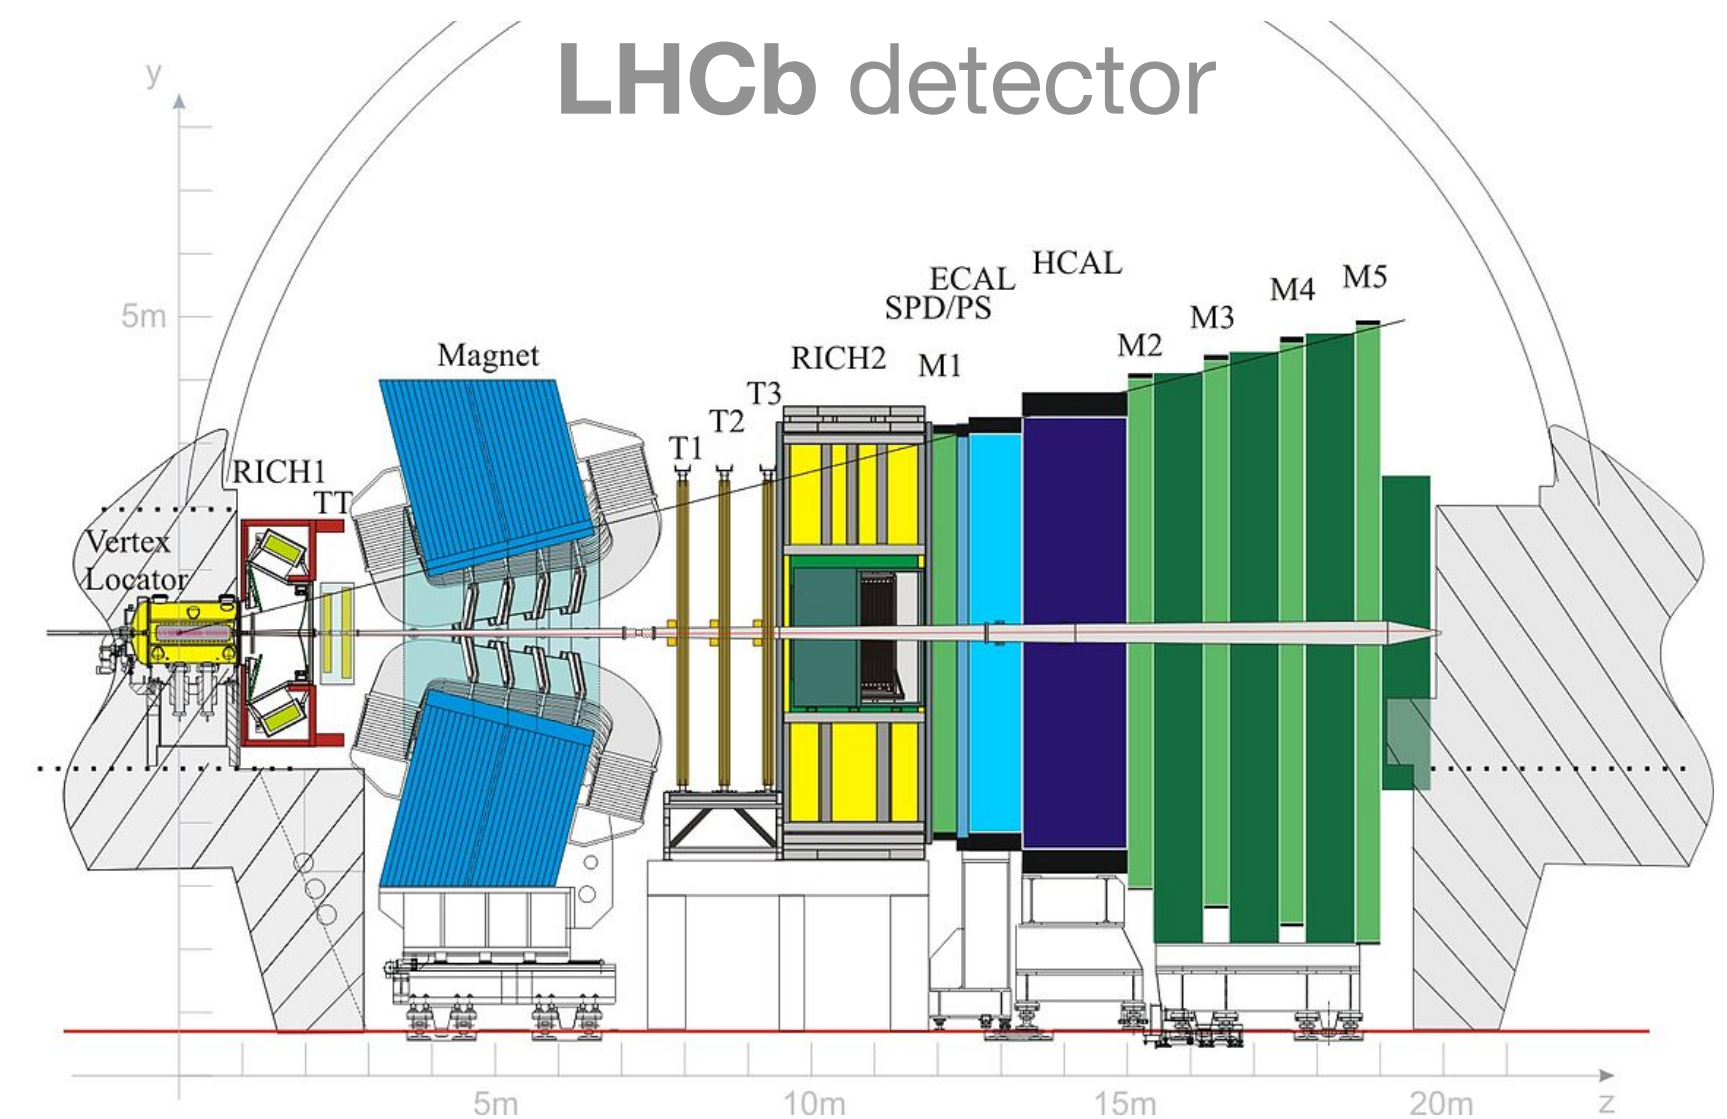 LHCb detector
y
5m
HCAL
ECAL
SPD/PS
M5
M4
M3
M2
Magnet
RICH2
M1
T3
T2
T1
RICH1
TT
Vertex
Locator
5m
10m
15m
20m
z